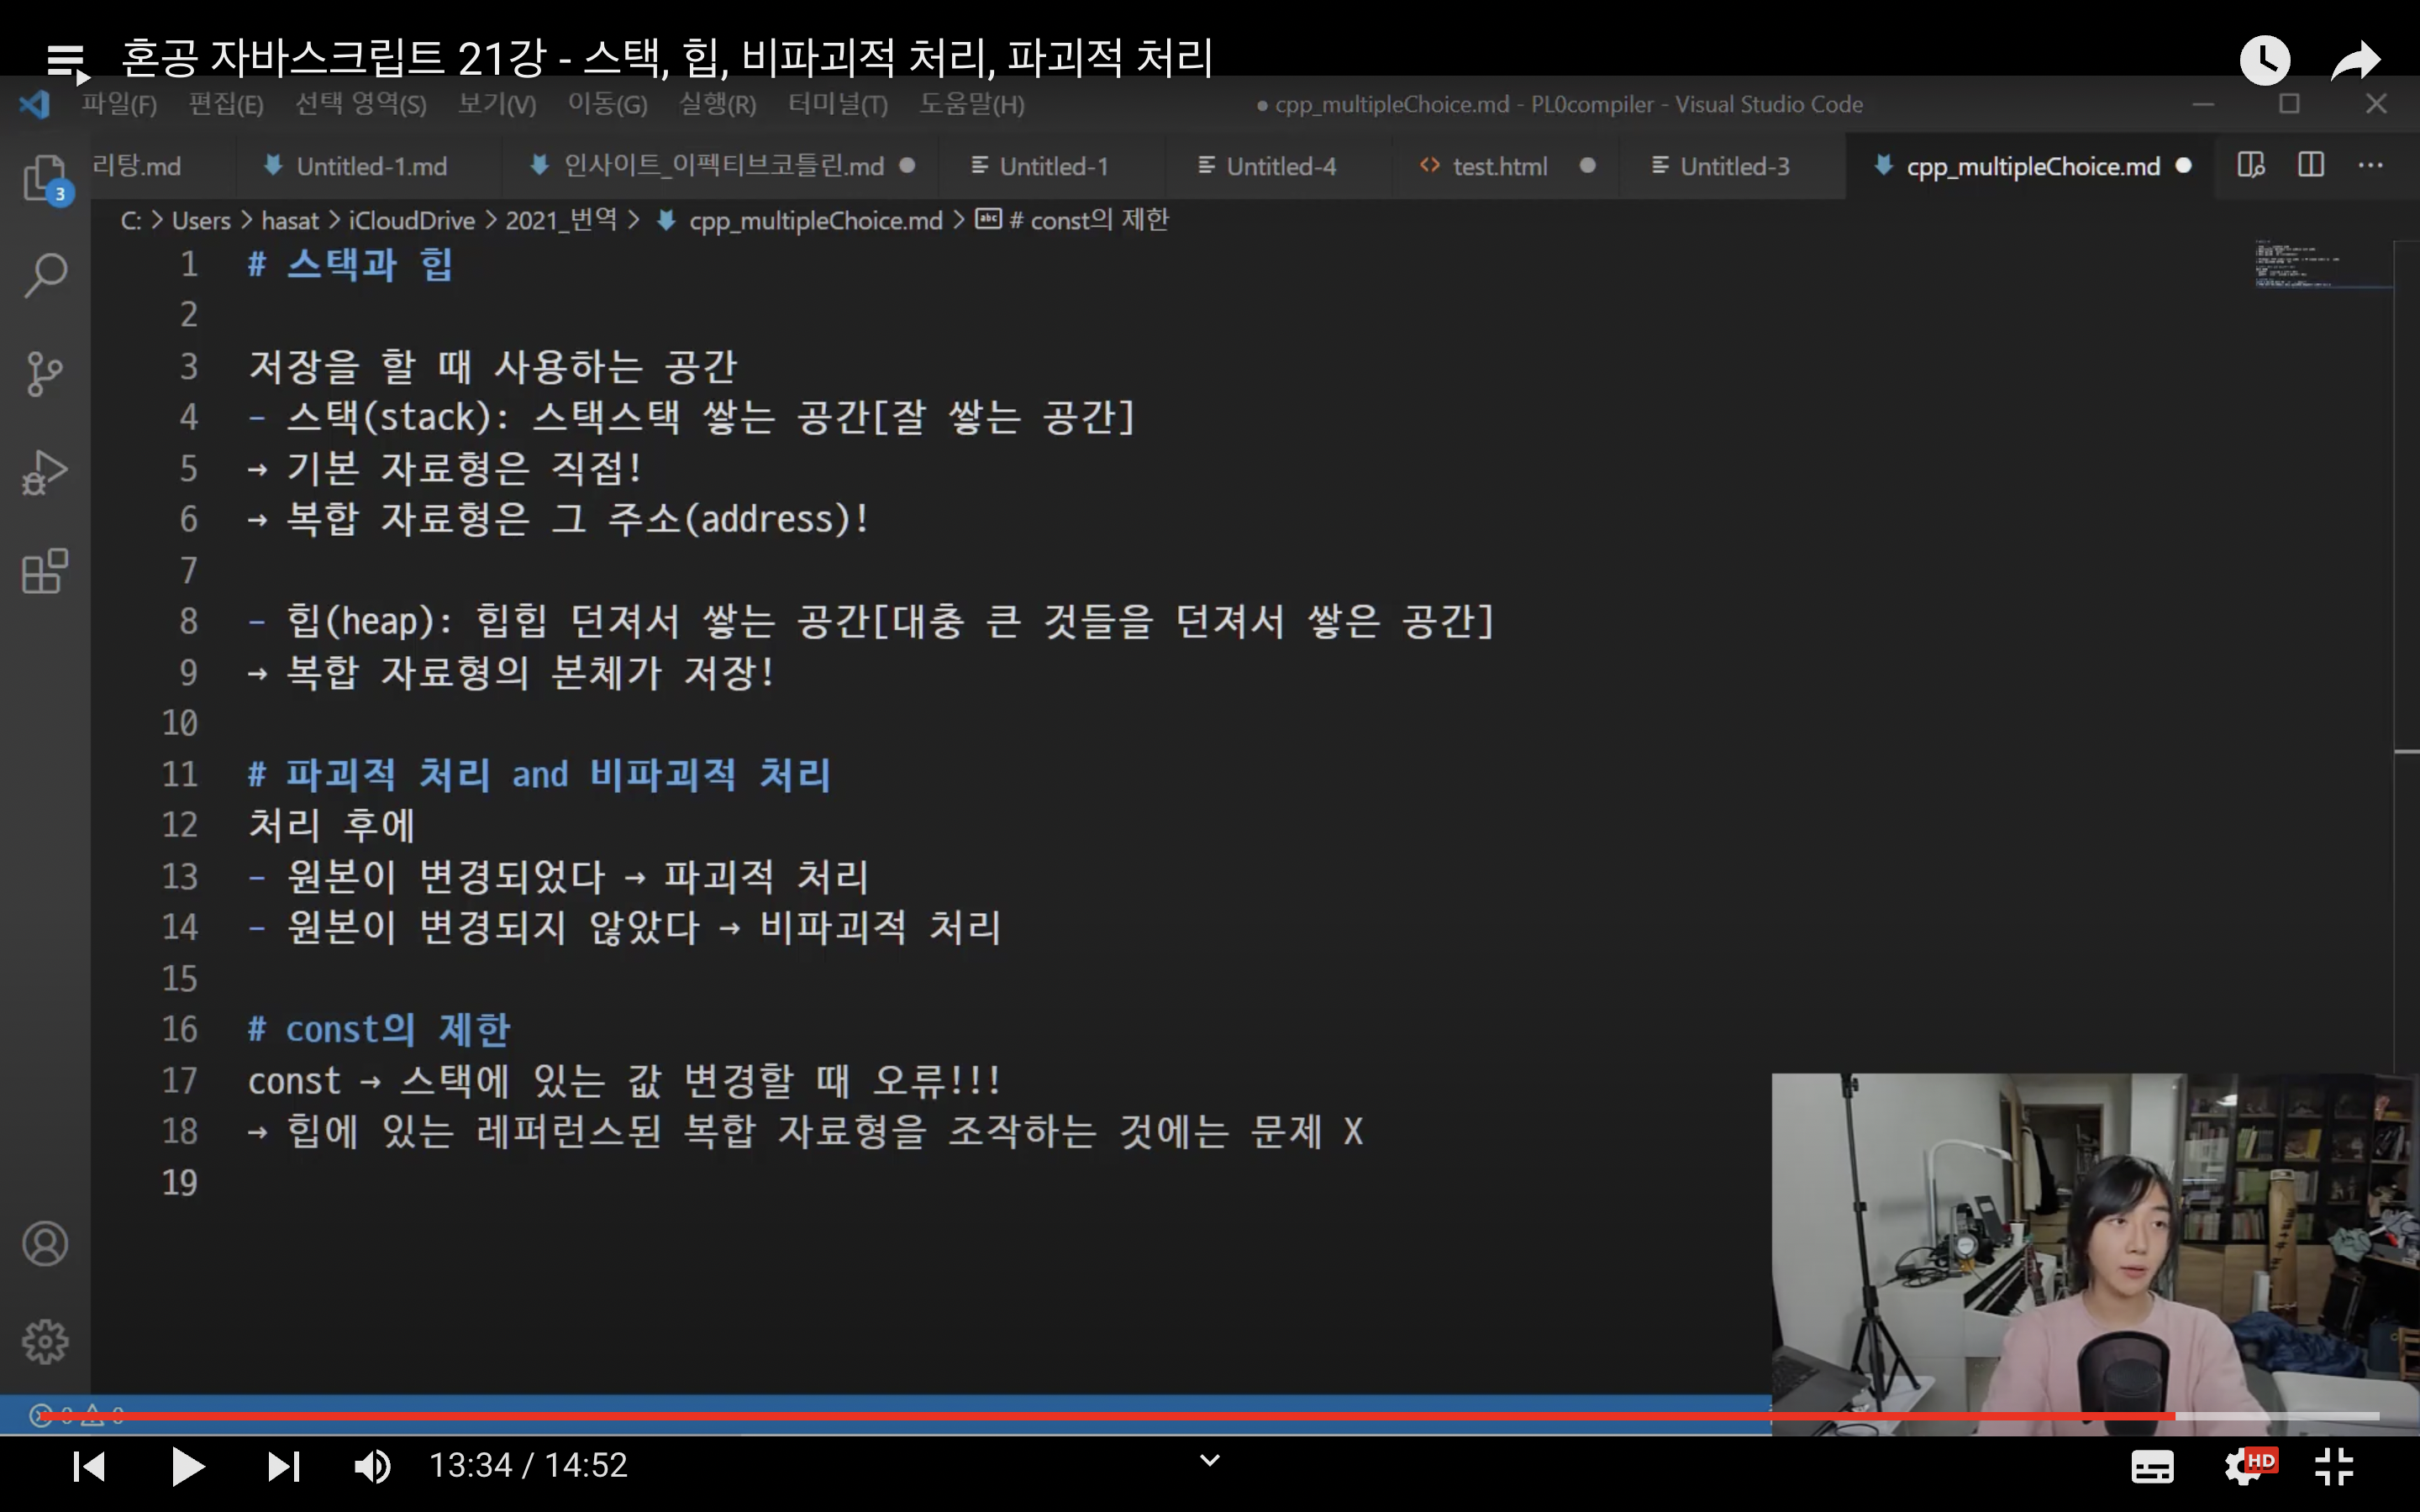 혼공 자바스크립트 21강 - 스택, 힙, 비파괴적 처리, 파괴적 처리
파일(F) 편집(E) 선택 영역(S) 보기(V) 이동(G) 실행(R) 터미널(T) 도움말(H) ● cpp_multipleChoice.md - PL0compiler - Visual Studio Code
리탕.md Untitled-1.md 인사이트_이펙티브코틀린.md Untitled-1 Untitled-4 test.html Untitled-3 cpp_multipleChoice.md
3
C: > Users > hasat > iCloudDrive > 2021_번역 > cpp_multipleChoice.md > abc # const의 제한
1 # 스택과 힙
2
3 저장을 할 때 사용하는 공간
4 - 스택(stack): 스택스택 쌓는 공간[잘 쌓는 공간]
5 → 기본 자료형은 직접!
6 → 복합 자료형은 그 주소(address)!
7
8 - 힙(heap): 힙힙 던져서 쌓는 공간[대충 큰 것들을 던져서 쌓은 공간]
9 → 복합 자료형의 본체가 저장!
10
11 # 파괴적 처리 and 비파괴적 처리
12 처리 후에
13 - 원본이 변경되었다 → 파괴적 처리
14 - 원본이 변경되지 않았다 → 비파괴적 처리
15
16 # const의 제한
17 const → 스택에 있는 값 변경할 때 오류!!!
18 → 힙에 있는 레퍼런스된 복합 자료형을 조작하는 것에는 문제 X
19
0 0
13:34 / 14:52
HD